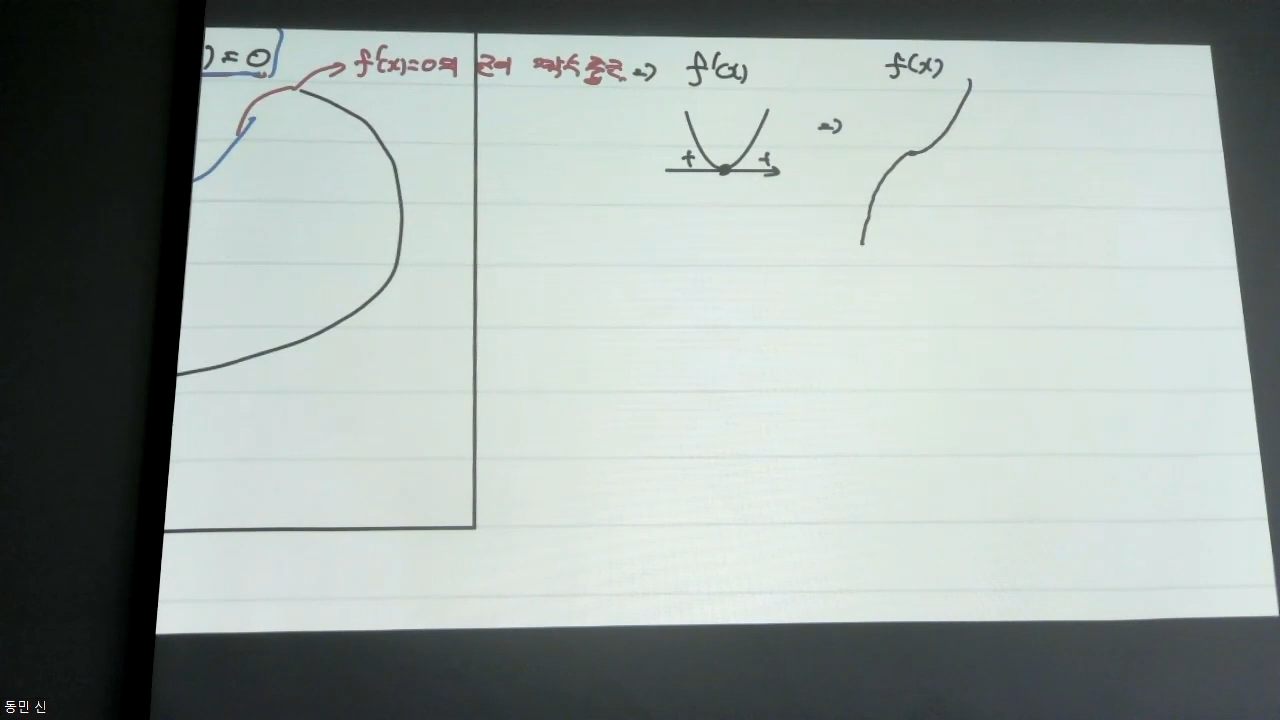 ) = 0
f'(x)=0의 근이 짝수중근 => f'(x) f(x)
+ + =>
동민 신